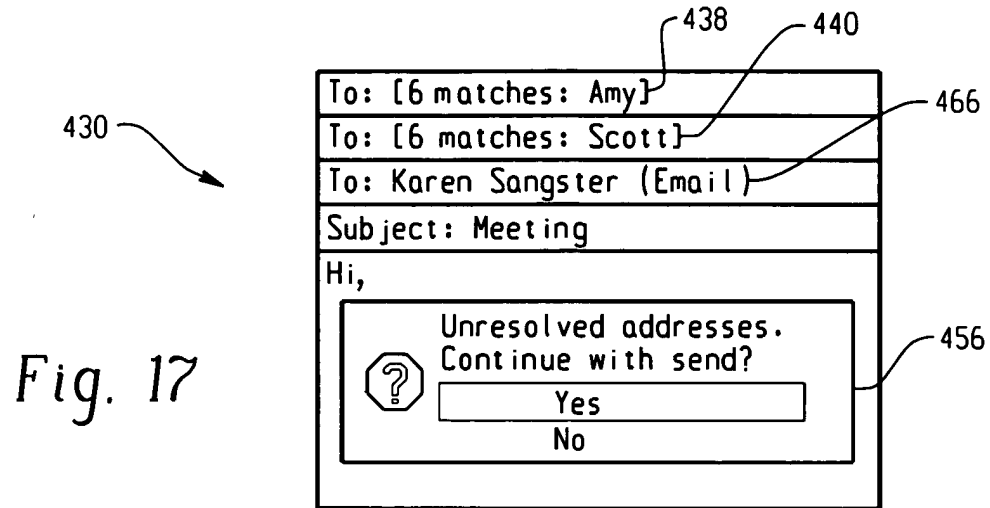 438
440
To: [6 matches: Amy]
466
430
To: [6 matches: Scott]
To: Karen Sangster (Email)
Subject: Meeting
Hi,
Unresolved addresses.
456
Continue with send?
?
Fig. 17
Yes
No